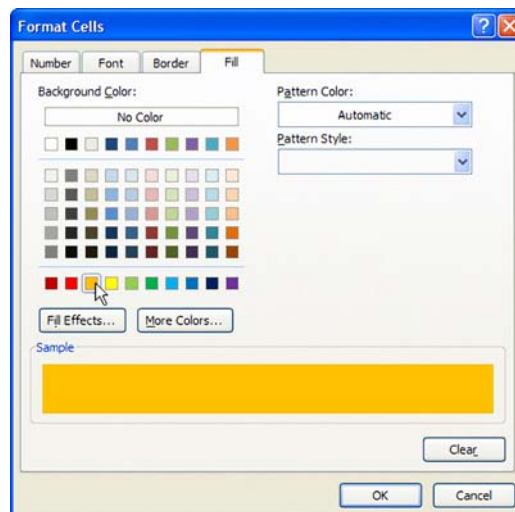 Format Cells
Number Font Border Fill
Background Color:
No Color
Pattern Color:
Automatic
Pattern Style:
Fill Effects... More Colors...
Sample
Clear
OK Cancel